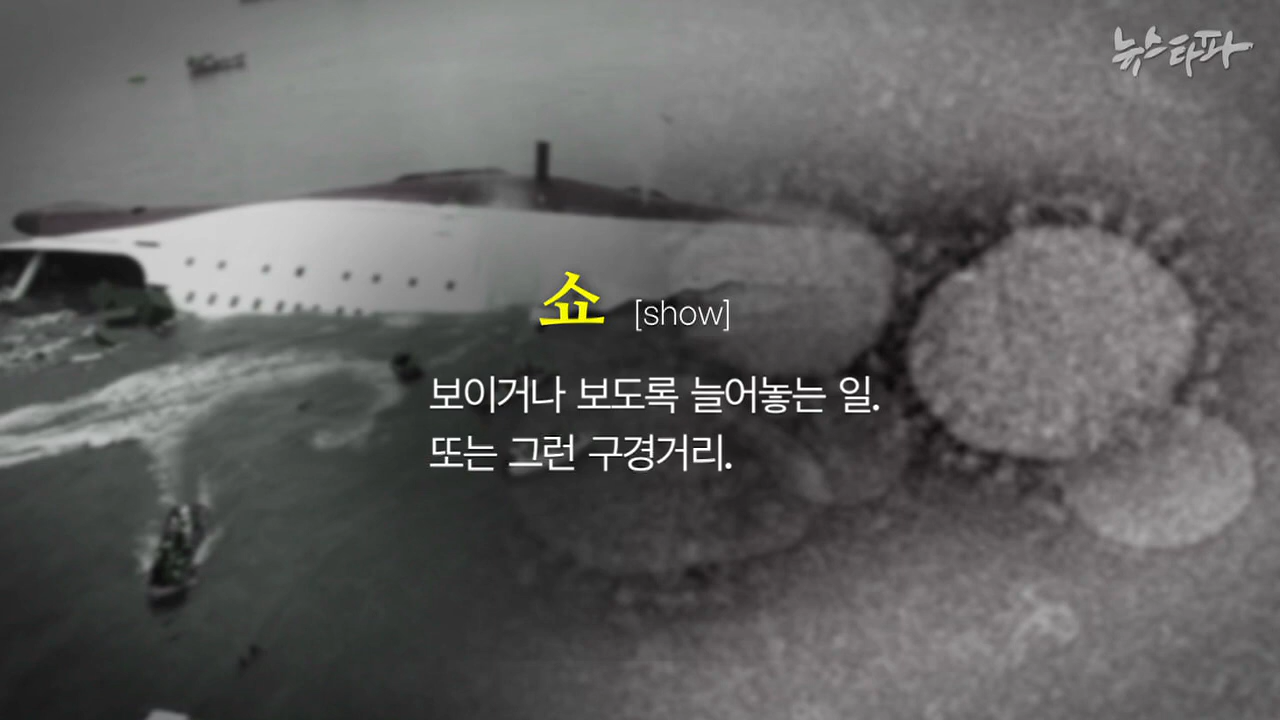 뉴스타파
쇼 [show]
보이거나 보도록 늘어놓는 일.
또는 그런 구경거리.